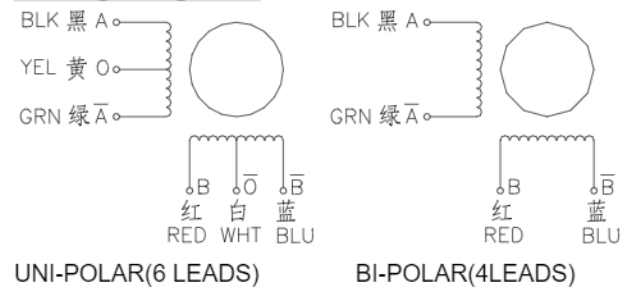 BLK 黑 A
YEL 黄 O
GRN 绿 A̅
B O̅ B̅
红 白 蓝
RED WHT BLU
UNI-POLAR(6 LEADS)
BLK 黑 A
GRN 绿 A̅
B B̅
红 蓝
RED BLU
BI-POLAR(4LEADS)